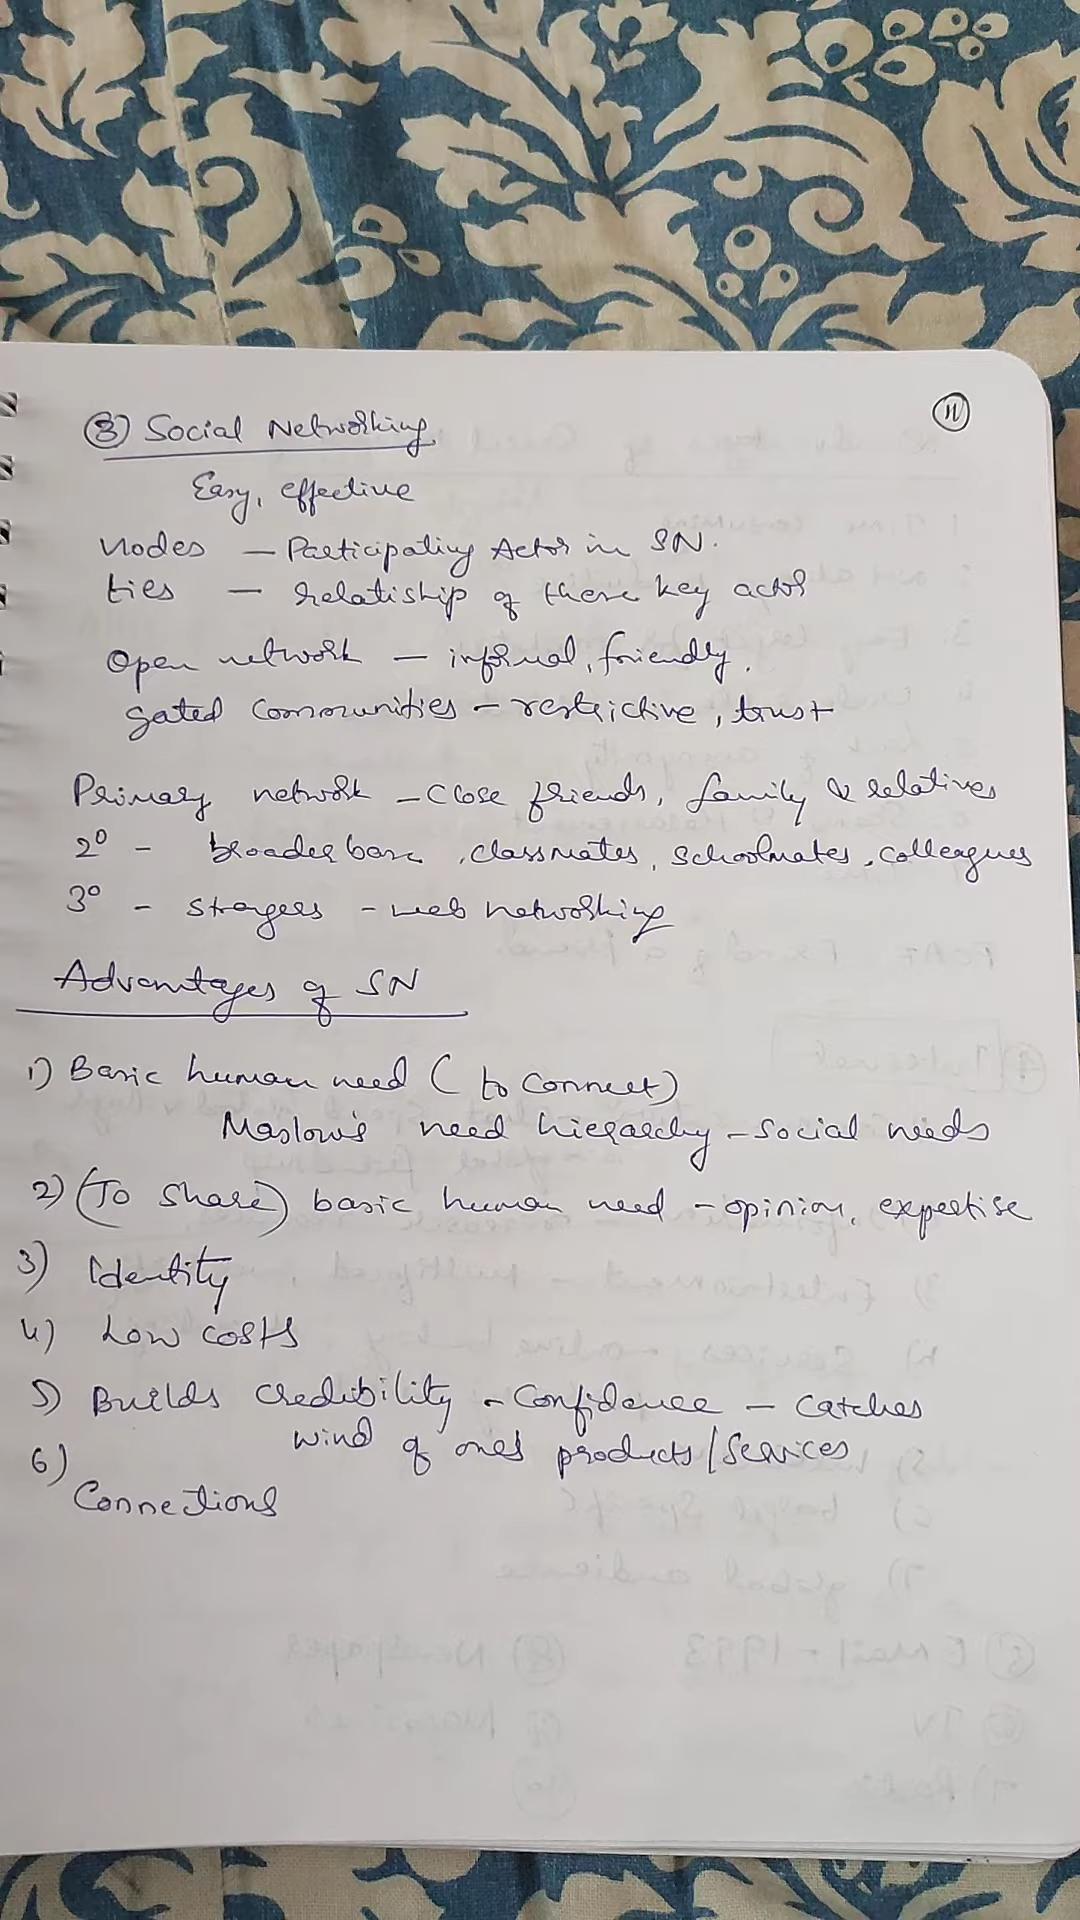 ③ Social Networking
11
Easy, effective
Nodes — Participating Actor in SN.
ties — relatiship of these key actor
Open network — informal, friendly.
gated communities — restrictive, trust
Primary network — close friends, family & relatives
2° - broader base, classmates, schoolmates, colleagues
3° - strangers - web networking
Advantages of SN
1) Basic human need (to connect)
Maslow's need hierarchy - social needs
2) (To share) basic human need - opinion, expertise
3) Identity
4) Low costs
5) Builds credibility - confidence - catches
wind of ones products/services
6)
Connections